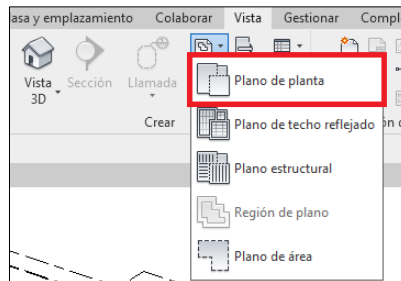 asa y emplazamiento Colaborar Vista Gestionar Compl
Vista Sección Llamada
3D
Crear
Plano de planta
Plano de techo reflejado
Plano estructural
Región de plano
Plano de área